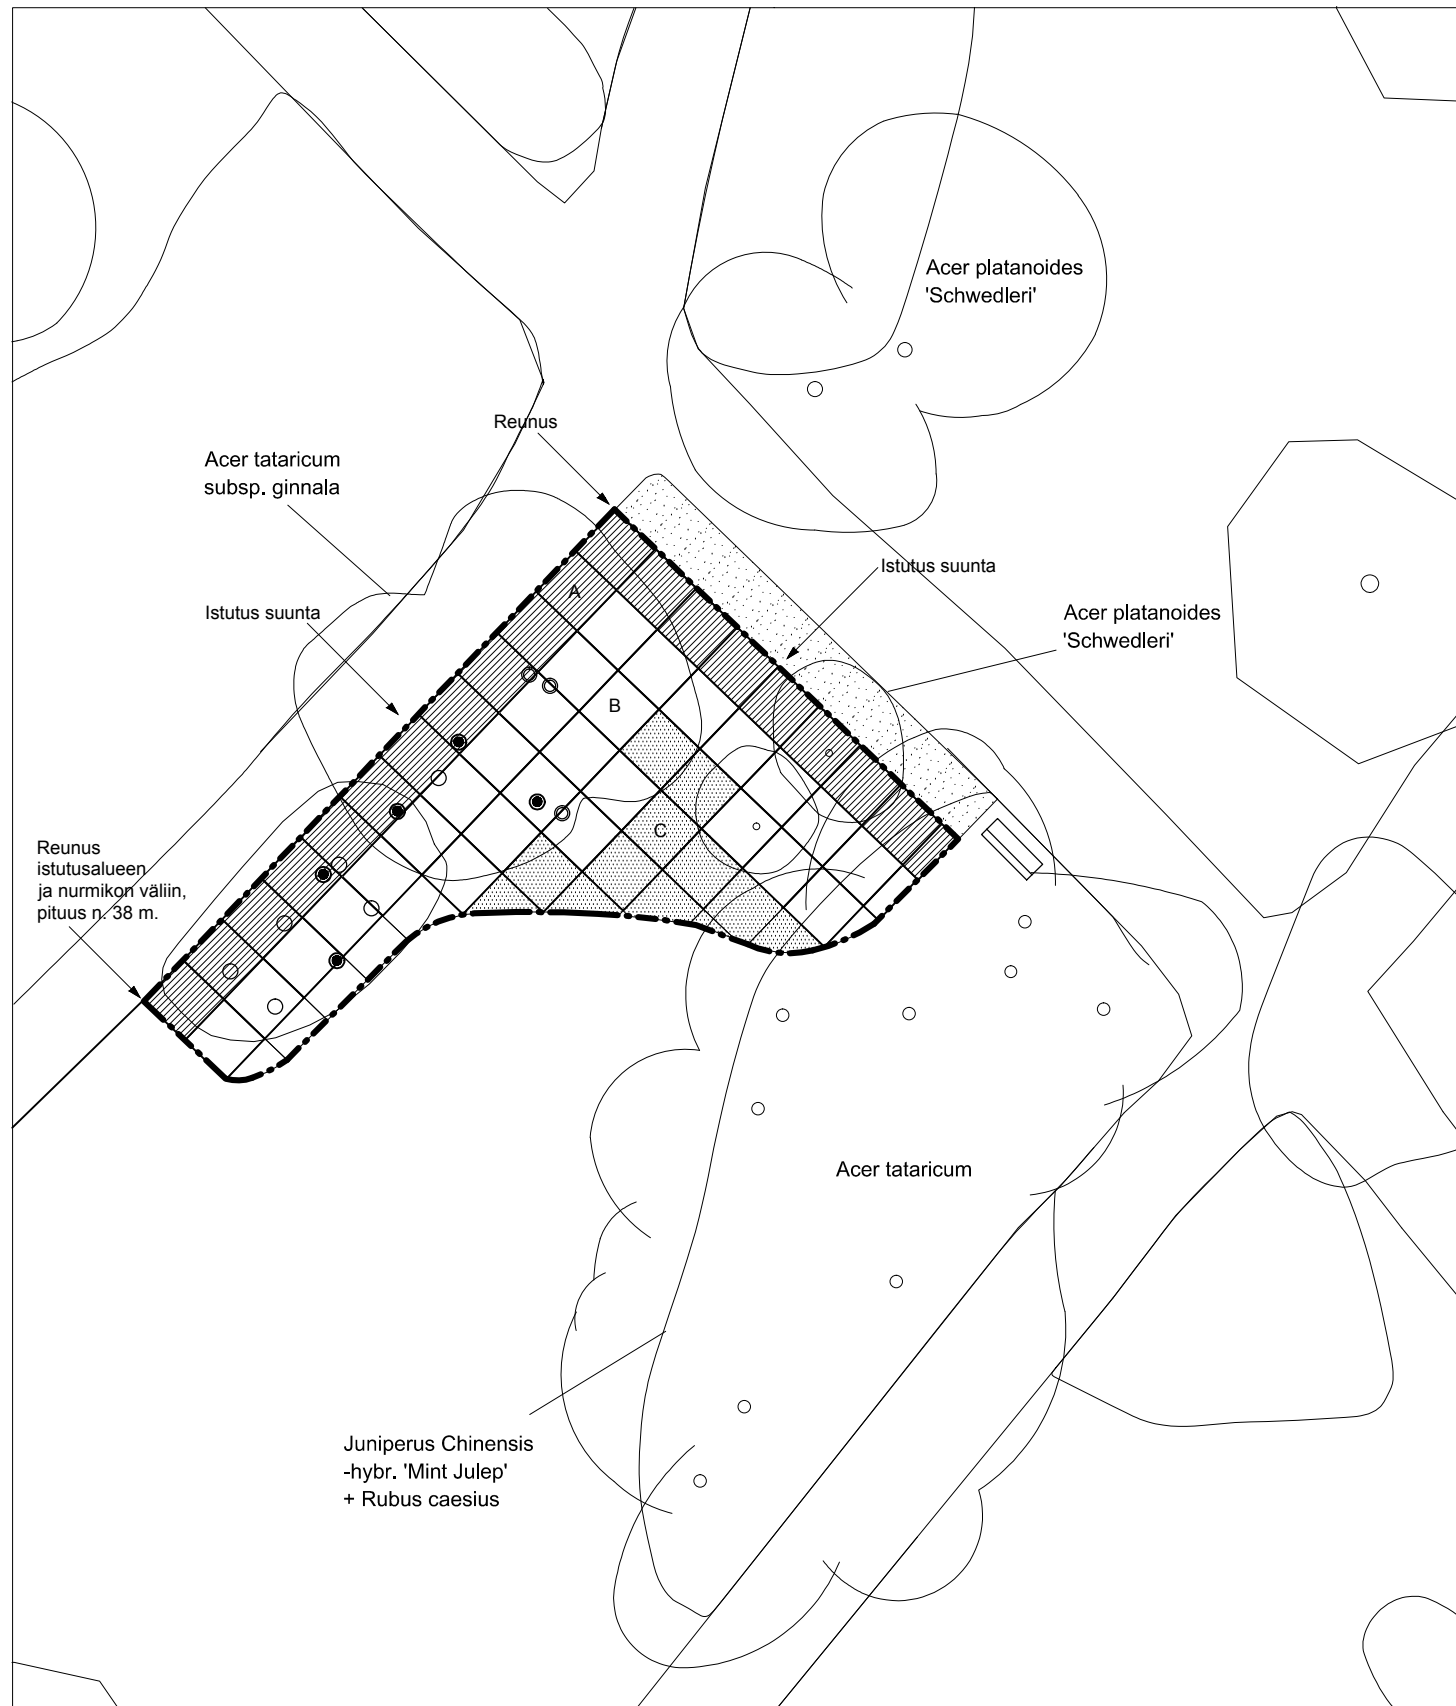 Acer platanoides
'Schwedleri'
Reunus
Acer tataricum
subsp. ginnala
Istutus suunta
A
Istutus suunta
Acer platanoides
'Schwedleri'
B
C
Reunus
istutusalueen
ja nurmikon väliin,
pituus n. 38 m.
Acer tataricum
Juniperus Chinensis
-hybr. 'Mint Julep'
+ Rubus caesius